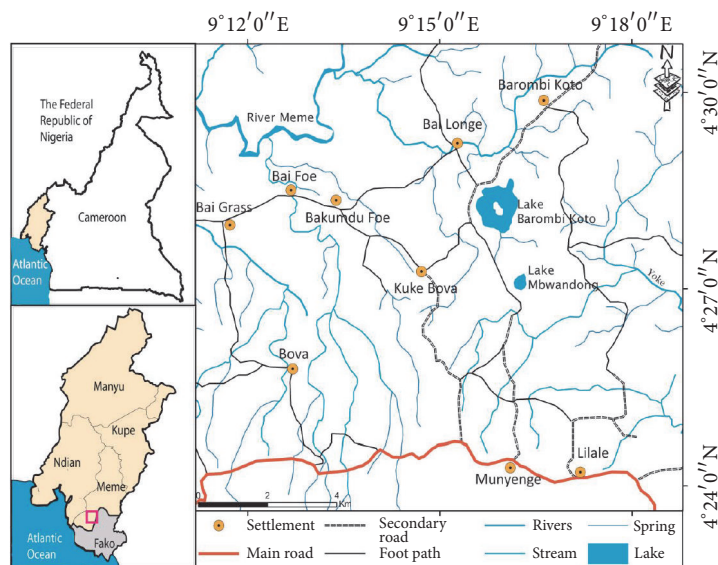 9°12′0″E
9°15′0″E
9°18′0″E
4°30′0″N
4°27′0″N
4°24′0″N
The Federal
Republic of
Nigeria
Cameroon
Atlantic
Ocean
Manyu
Kupe
Ndian
Meme
Fako
Atlantic
Ocean
N
Barombi Koto
River Meme
Bai Longe
Bai Foe
Bai Grass
Bakumdu Foe
Lake
Barombi Koto
Kuke Bova
Lake
Mbwandong
Yoke
Bova
Munyenge
Lilale
0 2 4
Km
Settlement
Secondary
road
Rivers
Spring
Main road
Foot path
Stream
Lake